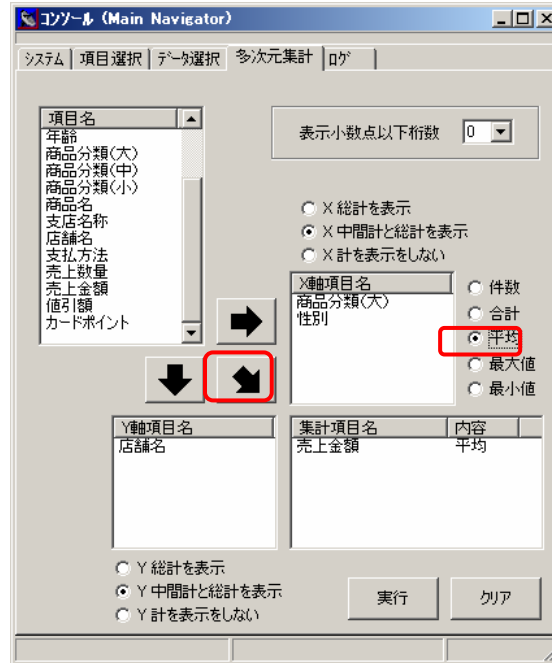 コンソール (Main Navigator)
システム 項目選択 データ選択 多次元集計 ログ
項目名
年齢
商品分類(大)
商品分類(中)
商品分類(小)
商品名
支店名称
店舗名
支払方法
売上数量
売上金額
値引額
カードポイント
表示小数点以下桁数 0
X 総計を表示
X 中間計と総計を表示
X 計を表示をしない
X軸項目名
商品分類(大)
性別
件数
合計
平均
最大値
最小値
Y軸項目名
店舗名
集計項目名 内容
売上金額 平均
Y 総計を表示
Y 中間計と総計を表示
Y 計を表示をしない
実行 クリア